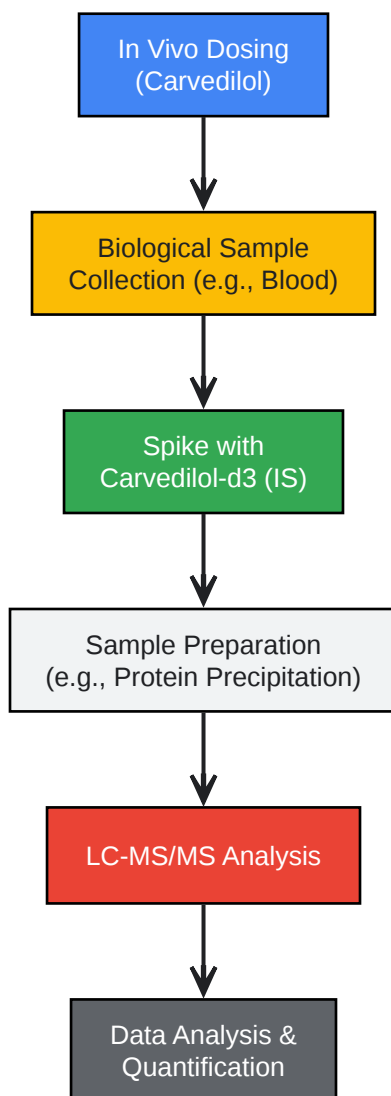 In Vivo Dosing
(Carvedilol)
Biological Sample
Collection (e.g., Blood)
Spike with
Carvedilol-d3 (IS)
Sample Preparation
(e.g., Protein Precipitation)
LC-MS/MS Analysis
Data Analysis &
Quantification